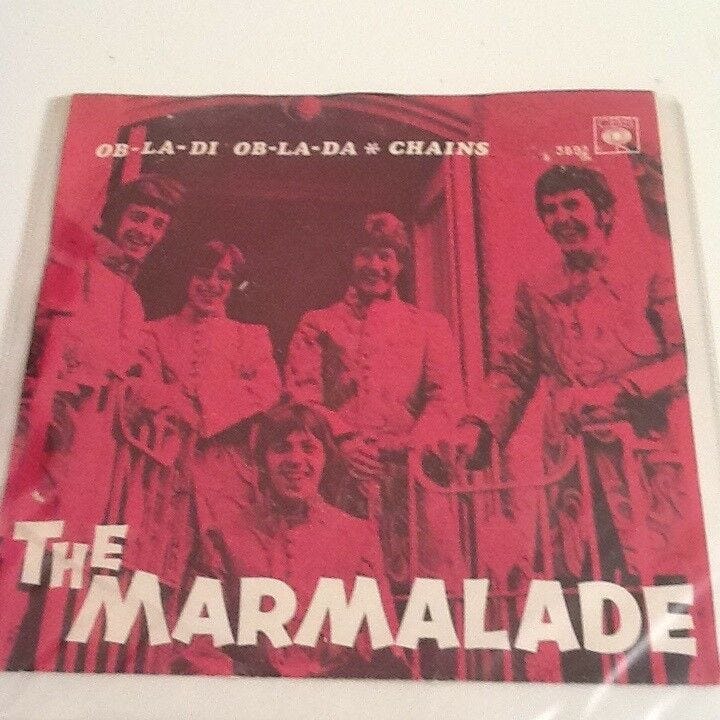 OB-LA-DI OB-LA-DA * CHAINS
THE
MARMALADE